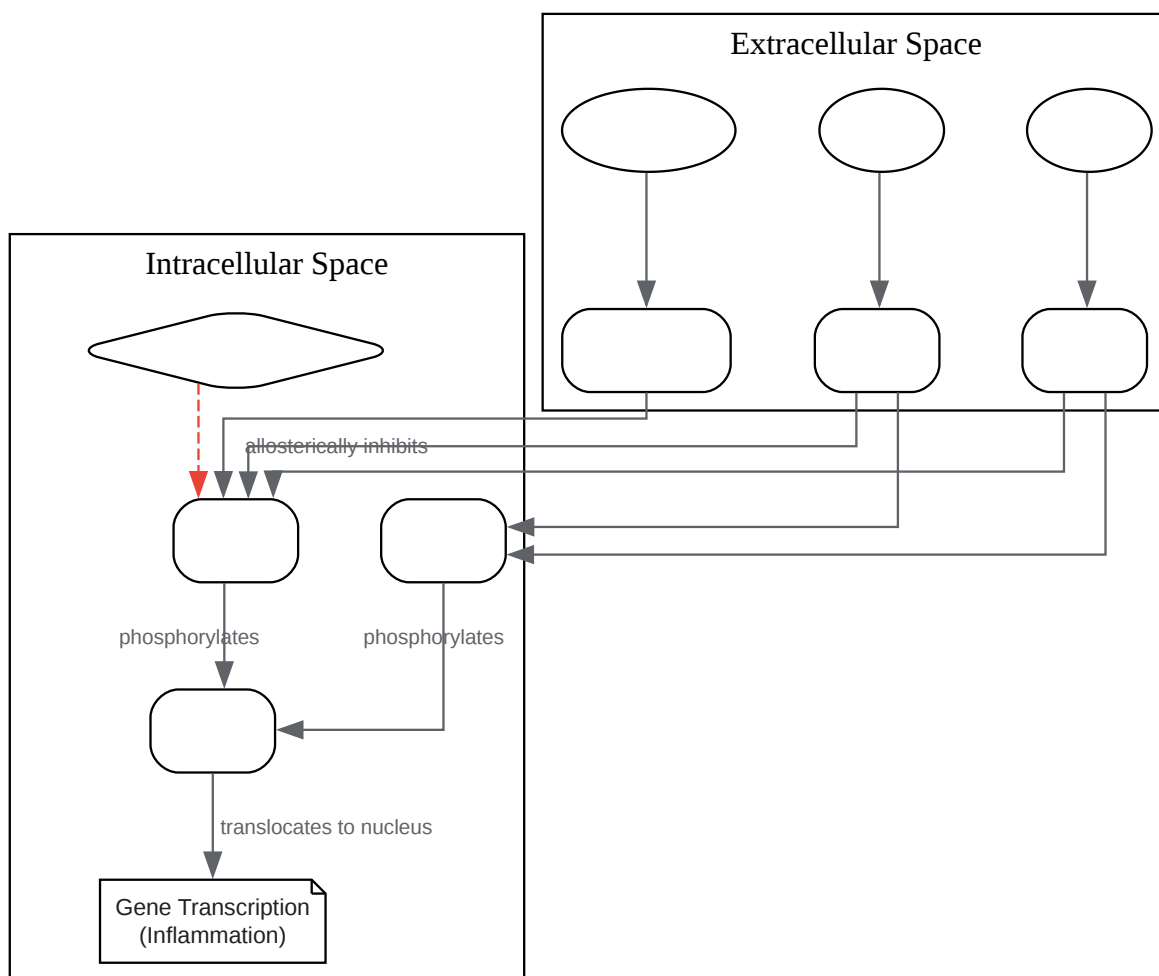 Extracellular Space
Intracellular Space
allosterically inhibits
phosphorylates
phosphorylates
translocates to nucleus
Gene Transcription
(Inflammation)